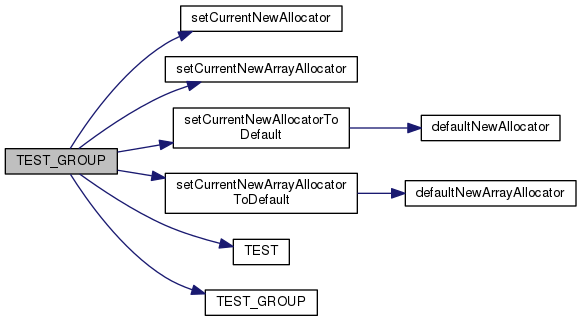 setCurrentNewAllocator
setCurrentNewArrayAllocator
setCurrentNewAllocatorTo
Default
defaultNewAllocator
TEST_GROUP
setCurrentNewArrayAllocator
ToDefault
defaultNewArrayAllocator
TEST
TEST_GROUP